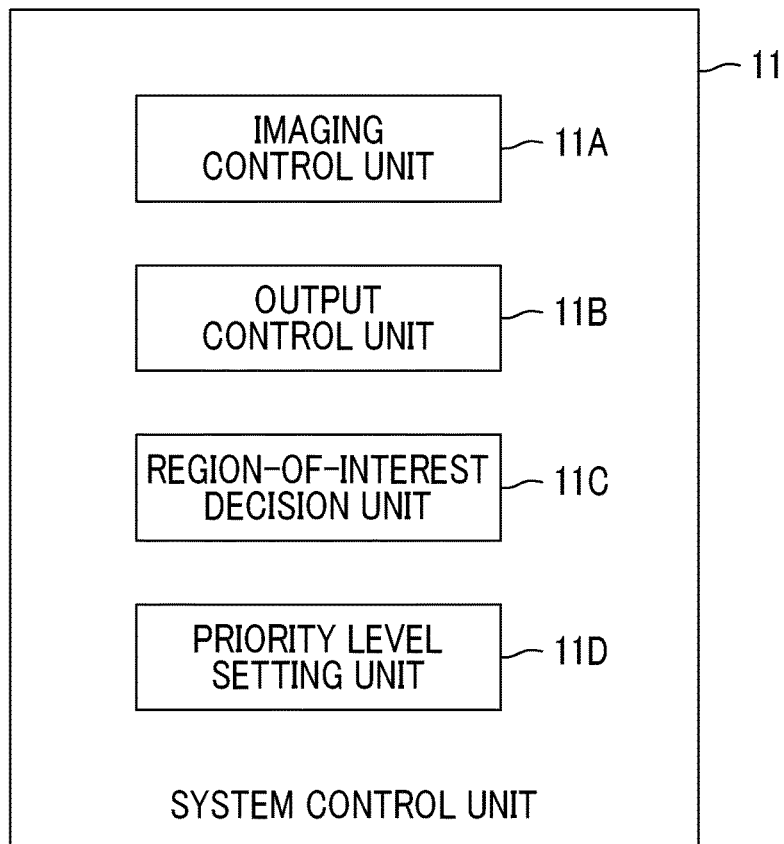 11
IMAGING
CONTROL UNIT
11A
OUTPUT
CONTROL UNIT
11B
REGION-OF-INTEREST
DECISION UNIT
11C
PRIORITY LEVEL
SETTING UNIT
11D
SYSTEM CONTROL UNIT